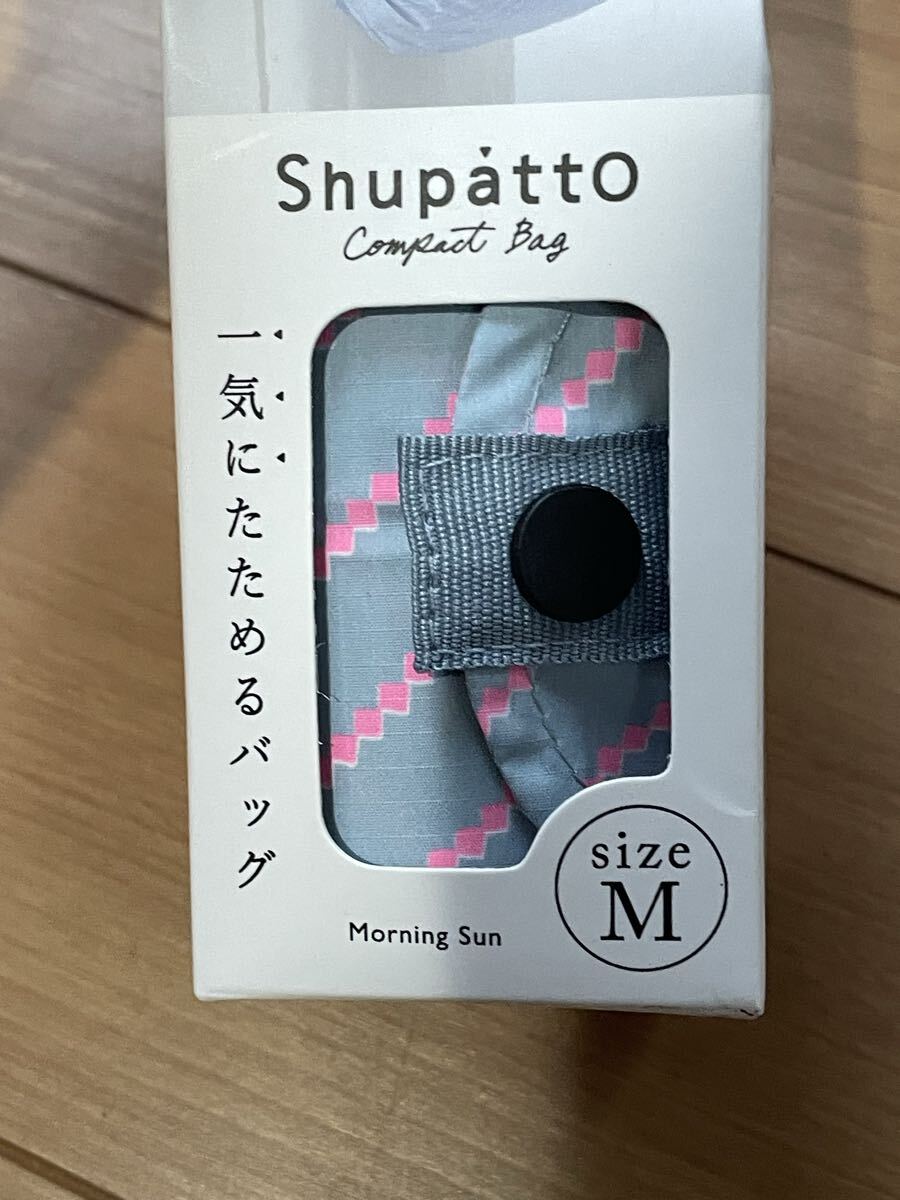 Shupatto
Compact Bag
一気にたためるバッグ
Morning Sun
size
M